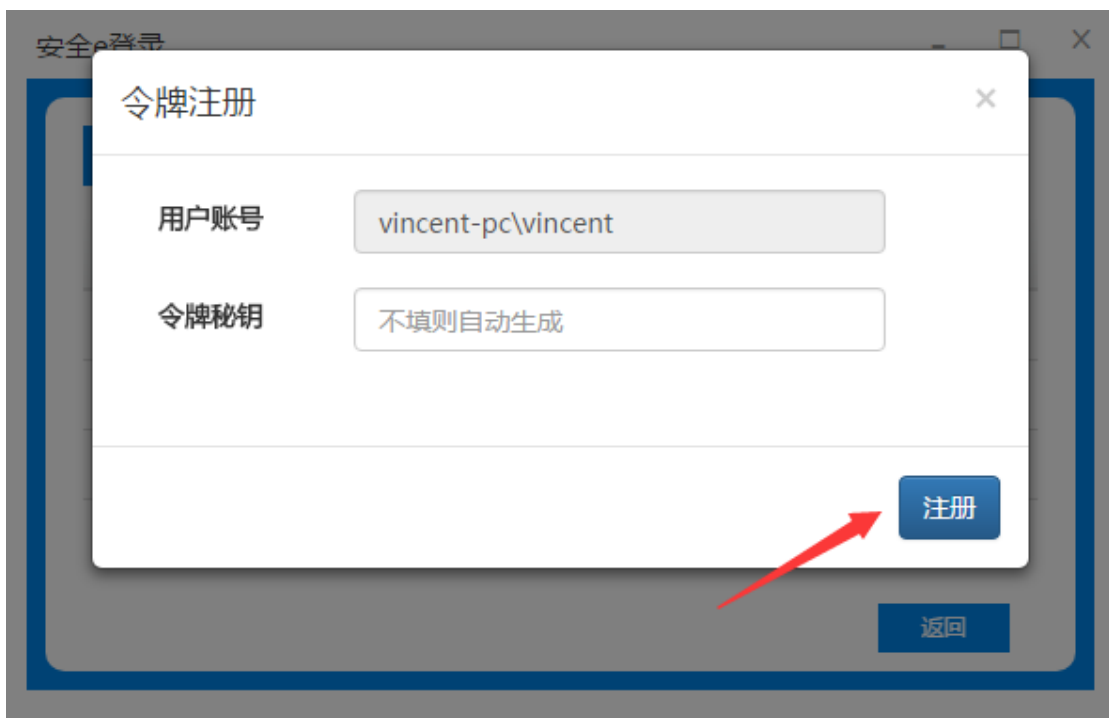 安全e登录
令牌注册
用户账号
vincent-pc\vincent
令牌秘钥
不填则自动生成
注册
返回